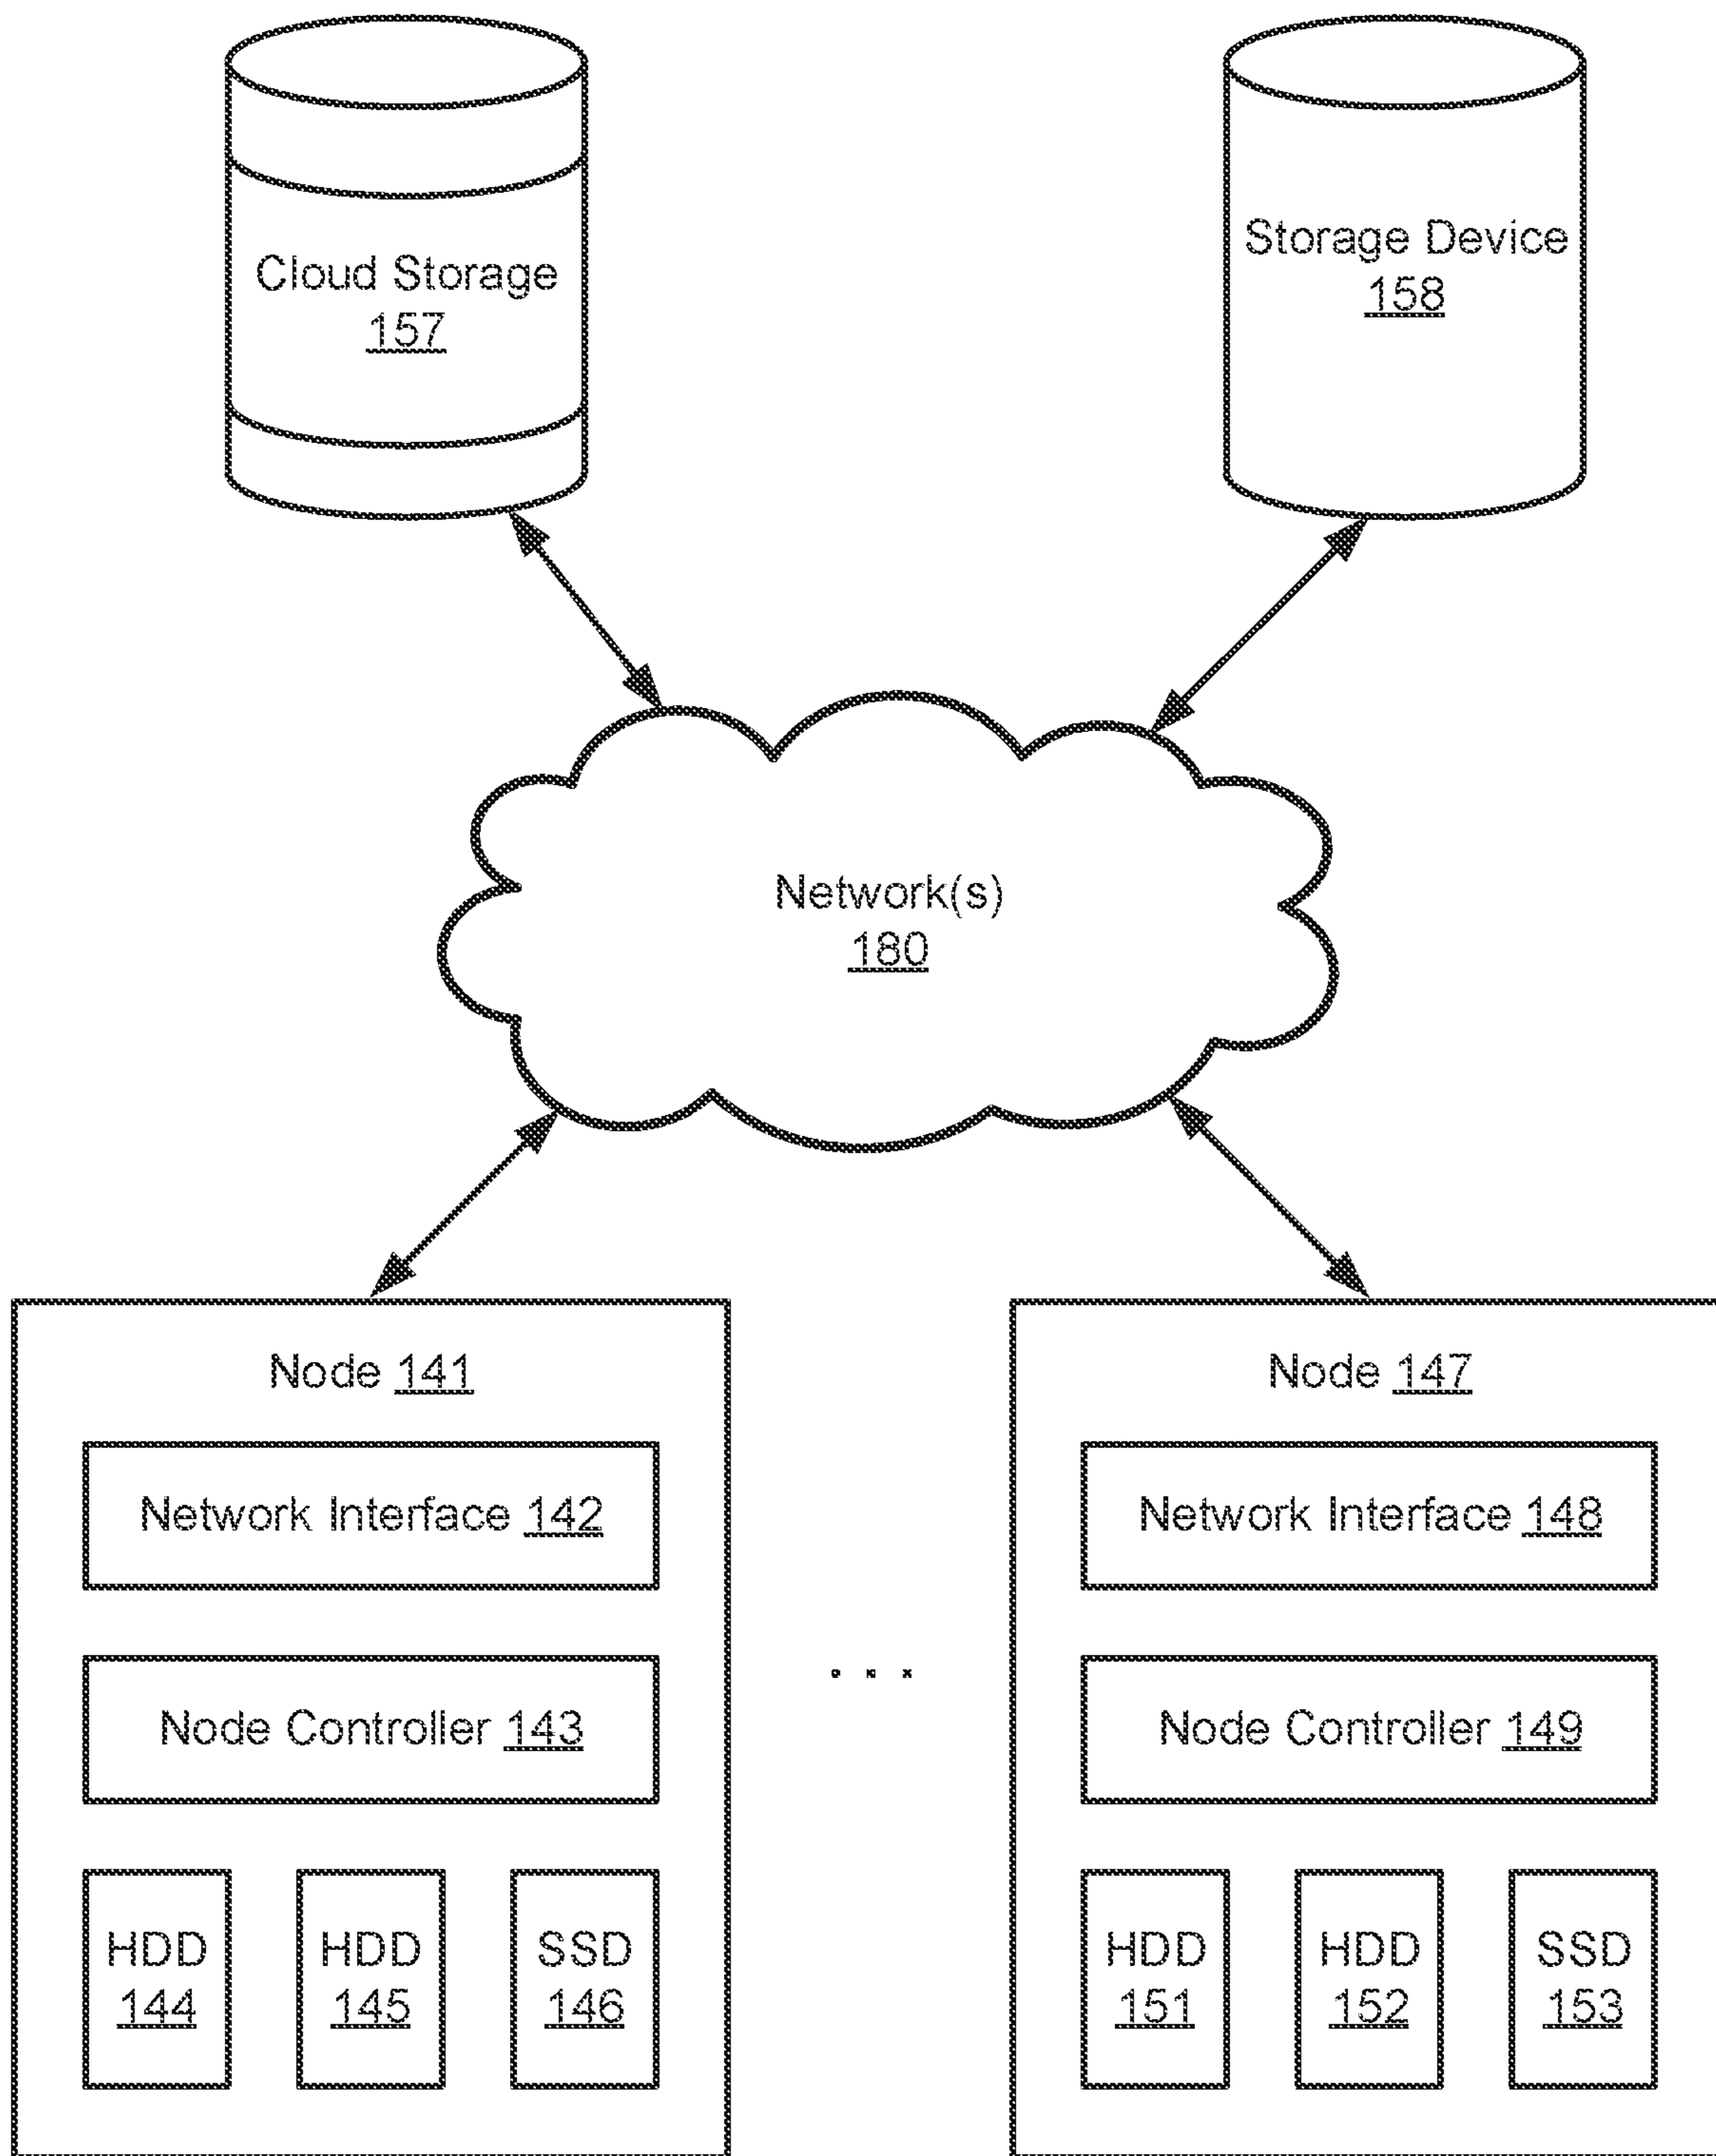 Cloud Storage
157
Storage Device
158
Network(s)
180
Node 141
Network Interface 142
Node Controller 143
HDD
144
HDD
145
SSD
146
. . .
Node 147
Network Interface 148
Node Controller 149
HDD
151
HDD
152
SSD
153